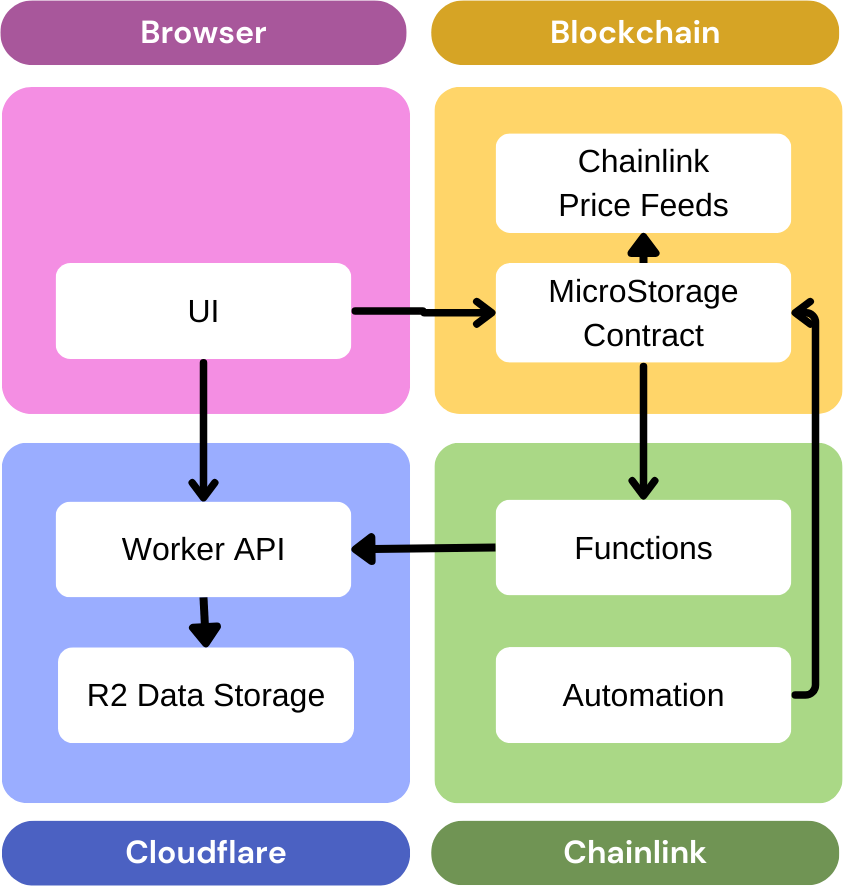 Browser
Blockchain
Chainlink
Price Feeds
UI
MicroStorage
Contract
Worker API
Functions
R2 Data Storage
Automation
Cloudflare
Chainlink